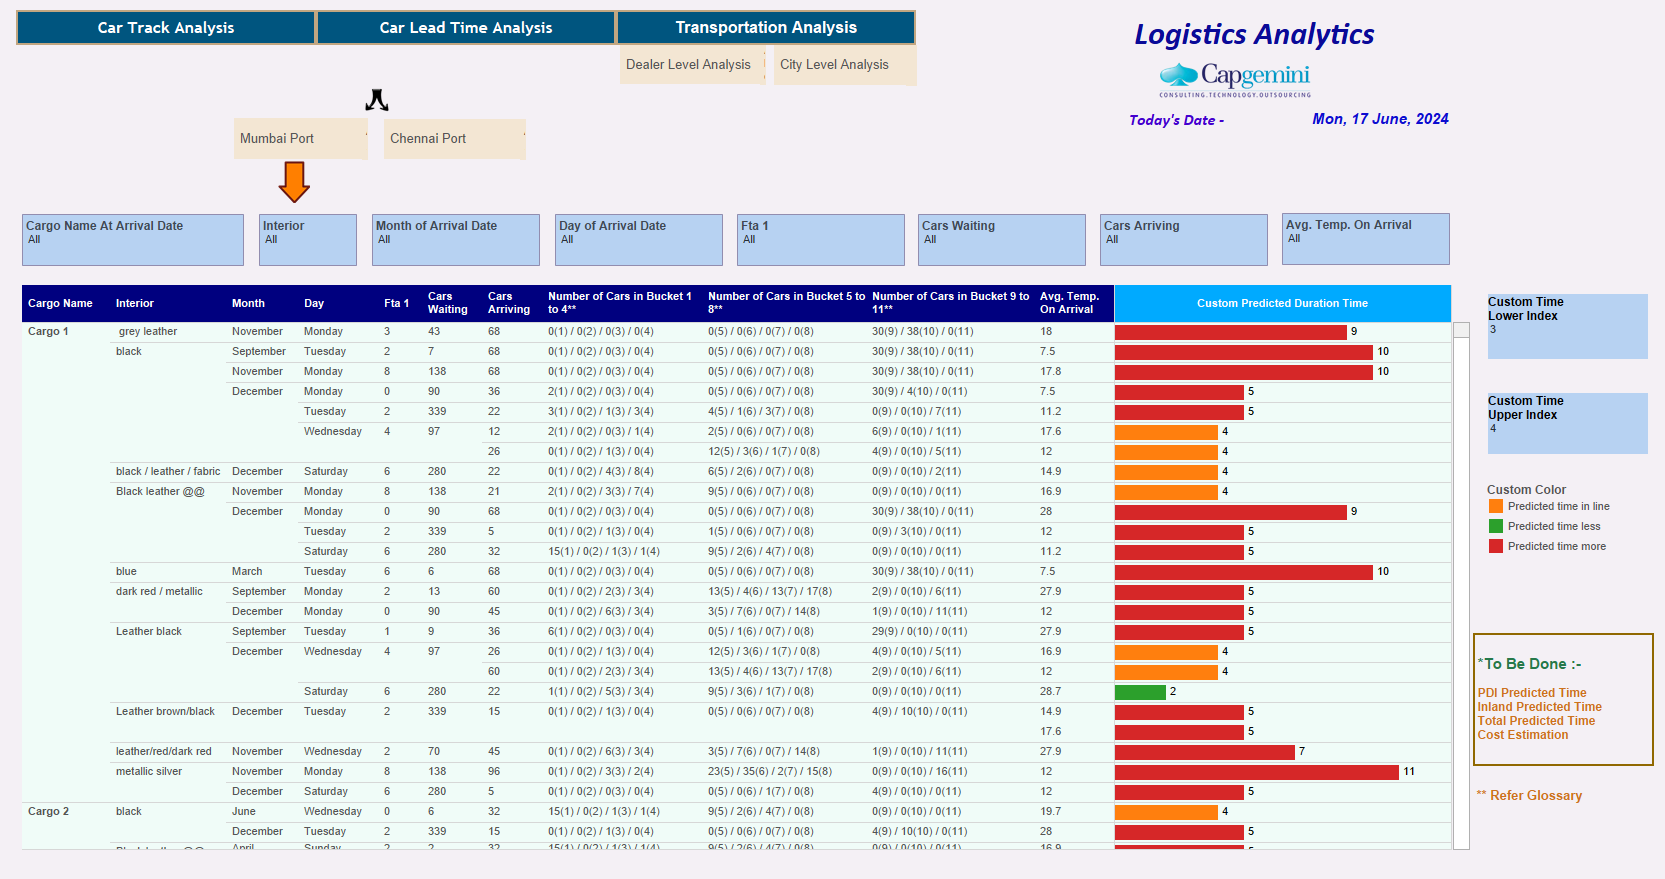 Car Track Analysis Car Lead Time Analysis Transportation Analysis
Dealer Level Analysis City Level Analysis
Logistics Analytics
Capgemini
CONSULTING.TECHNOLOGY.OUTSOURCING
Today's Date - Mon, 17 June, 2024
Mumbai Port Chennai Port
Cargo Name At Arrival Date Interior Month of Arrival Date Day of Arrival Date Fta 1 Cars Waiting Cars Arriving Avg. Temp. On Arrival
All All All All All All All All
Cargo Name Interior Month Day Fta 1 Cars Waiting Cars Arriving Number of Cars in Bucket 1 to 4** Number of Cars in Bucket 5 to 8** Number of Cars in Bucket 9 to 11** Avg. Temp. On Arrival Custom Predicted Duration Time
Cargo 1 grey leather November Monday 3 43 68 0(1) / 0(2) / 0(3) / 0(4) 0(5) / 0(6) / 0(7) / 0(8) 30(9) / 38(10) / 0(11) 18 9
black September Tuesday 2 7 68 0(1) / 0(2) / 0(3) / 0(4) 0(5) / 0(6) / 0(7) / 0(8) 30(9) / 38(10) / 0(11) 7.5 10
November Monday 8 138 68 0(1) / 0(2) / 0(3) / 0(4) 0(5) / 0(6) / 0(7) / 0(8) 30(9) / 38(10) / 0(11) 17.8 10
December Monday 0 90 36 2(1) / 0(2) / 0(3) / 0(4) 0(5) / 0(6) / 0(7) / 0(8) 30(9) / 4(10) / 0(11) 7.5 5
Tuesday 2 339 22 3(1) / 0(2) / 1(3) / 3(4) 4(5) / 1(6) / 3(7) / 0(8) 0(9) / 0(10) / 7(11) 11.2 5
Wednesday 4 97 12 2(1) / 0(2) / 0(3) / 1(4) 2(5) / 0(6) / 0(7) / 0(8) 6(9) / 0(10) / 1(11) 17.6 4
26 0(1) / 0(2) / 1(3) / 0(4) 12(5) / 3(6) / 1(7) / 0(8) 4(9) / 0(10) / 5(11) 12 4
black / leather / fabric December Saturday 6 280 22 0(1) / 0(2) / 4(3) / 8(4) 6(5) / 2(6) / 0(7) / 0(8) 0(9) / 0(10) / 2(11) 14.9 4
Black leather @@ November Monday 8 138 21 2(1) / 0(2) / 3(3) / 7(4) 9(5) / 0(6) / 0(7) / 0(8) 0(9) / 0(10) / 0(11) 16.9 4
December Monday 0 90 68 0(1) / 0(2) / 0(3) / 0(4) 0(5) / 0(6) / 0(7) / 0(8) 30(9) / 38(10) / 0(11) 28 9
Tuesday 2 339 5 0(1) / 0(2) / 1(3) / 0(4) 1(5) / 0(6) / 0(7) / 0(8) 0(9) / 3(10) / 0(11) 12 5
Saturday 6 280 32 15(1) / 0(2) / 1(3) / 1(4) 9(5) / 2(6) / 4(7) / 0(8) 0(9) / 0(10) / 0(11) 11.2 5
blue March Tuesday 6 6 68 0(1) / 0(2) / 0(3) / 0(4) 0(5) / 0(6) / 0(7) / 0(8) 30(9) / 38(10) / 0(11) 7.5 10
dark red / metallic September Monday 2 13 60 0(1) / 0(2) / 2(3) / 3(4) 13(5) / 4(6) / 13(7) / 17(8) 2(9) / 0(10) / 6(11) 27.9 5
December Monday 0 90 45 0(1) / 0(2) / 6(3) / 3(4) 3(5) / 7(6) / 0(7) / 14(8) 1(9) / 0(10) / 11(11) 12 5
Leather black September Tuesday 1 9 36 6(1) / 0(2) / 0(3) / 0(4) 0(5) / 1(6) / 0(7) / 0(8) 29(9) / 0(10) / 0(11) 27.9 5
December Wednesday 4 97 26 0(1) / 0(2) / 1(3) / 0(4) 12(5) / 3(6) / 1(7) / 0(8) 4(9) / 0(10) / 5(11) 16.9 4
60 0(1) / 0(2) / 2(3) / 3(4) 13(5) / 4(6) / 13(7) / 17(8) 2(9) / 0(10) / 6(11) 12 4
Saturday 6 280 22 1(1) / 0(2) / 5(3) / 3(4) 9(5) / 3(6) / 1(7) / 0(8) 0(9) / 0(10) / 0(11) 28.7 2
Leather brown/black December Tuesday 2 339 15 0(1) / 0(2) / 1(3) / 0(4) 0(5) / 0(6) / 0(7) / 0(8) 4(9) / 10(10) / 0(11) 14.9 5
17.6 5
leather/red/dark red November Wednesday 2 70 45 0(1) / 0(2) / 6(3) / 3(4) 3(5) / 7(6) / 0(7) / 14(8) 1(9) / 0(10) / 11(11) 27.9 7
metallic silver November Monday 8 138 96 0(1) / 0(2) / 3(3) / 2(4) 23(5) / 35(6) / 2(7) / 15(8) 0(9) / 0(10) / 16(11) 12 11
December Saturday 6 280 5 0(1) / 0(2) / 0(3) / 0(4) 0(5) / 0(6) / 1(7) / 0(8) 4(9) / 0(10) / 0(11) 12 5
Cargo 2 black June Wednesday 0 6 32 15(1) / 0(2) / 1(3) / 1(4) 9(5) / 2(6) / 4(7) / 0(8) 0(9) / 0(10) / 0(11) 19.7 4
December Tuesday 2 339 15 0(1) / 0(2) / 1(3) / 0(4) 0(5) / 0(6) / 0(7) / 0(8) 4(9) / 10(10) / 0(11) 28 5
Custom Time
Lower Index
3
Custom Time
Upper Index
4
Custom Color
Predicted time in line
Predicted time less
Predicted time more
*To Be Done :-
PDI Predicted Time
Inland Predicted Time
Total Predicted Time
Cost Estimation
** Refer Glossary